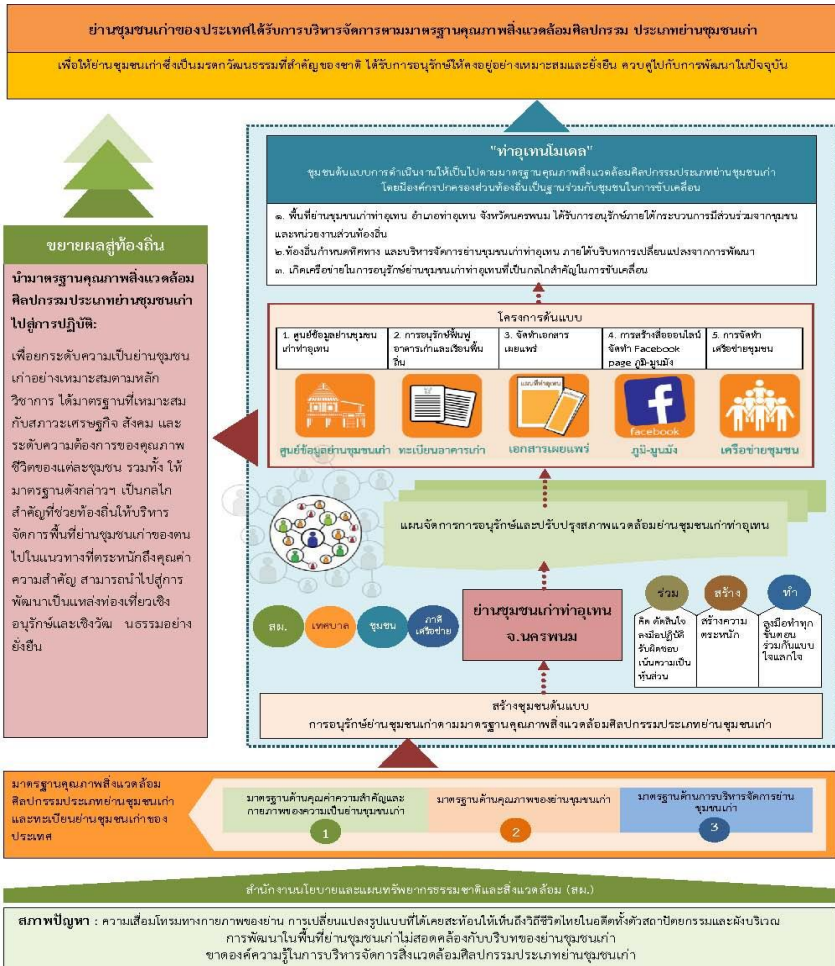 ย่านชุมชนเก่าของประเทศได้รับการบริหารจัดการตามมาตรฐานคุณภาพสิ่งแวดล้อมศิลปกรรม ประเภทย่านชุมชนเก่า
เพื่อให้ย่านชุมชนเก่าซึ่งเป็นมรดกวัฒนธรรมที่สำคัญของชาติ ได้รับการอนุรักษ์ให้คงอยู่อย่างเหมาะสมและยั่งยืน ควบคู่ไปกับการพัฒนาในปัจจุบัน
ขยายผลสู่ท้องถิ่น
นำมาตรฐานคุณภาพสิ่งแวดล้อม
ศิลปกรรมประเภทย่านชุมชนเก่า
ไปสู่การปฏิบัติ:
เพื่อยกระดับความเป็นย่านชุมชน
เก่าอย่างเหมาะสมตามหลัก
วิชาการ ได้มาตรฐานที่เหมาะสม
กับสภาวะเศรษฐกิจ สังคม และ
ระดับความต้องการของคุณภาพ
ชีวิตของแต่ละชุมชน รวมทั้ง ให้
มาตรฐานดังกล่าวฯ เป็นกลไก
สำคัญที่ช่วยท้องถิ่นให้บริหาร
จัดการพื้นที่ย่านชุมชนเก่าของตน
ไปในแนวทางที่ตระหนักถึงคุณค่า
ความสำคัญ สามารถนำไปสู่การ
พัฒนาเป็นแหล่งท่องเที่ยวเชิง
อนุรักษ์และเชิงวัฒ นธรรมอย่าง
ยั่งยืน
"ท่าอุเทนโมเดล"
ชุมชนต้นแบบการดำเนินงานให้เป็นไปตามมาตรฐานคุณภาพสิ่งแวดล้อมศิลปกรรมประเภทย่านชุมชนเก่า
โดยมีองค์กรปกครองส่วนท้องถิ่นเป็นฐานร่วมกับชุมชนในการขับเคลื่อน
๑. พื้นที่ย่านชุมชนเก่าท่าอุเทน อำเภอท่าอุเทน จังหวัดนครพนม ได้รับการอนุรักษ์ภายใต้กระบวนการมีส่วนร่วมจากชุมชน
และหน่วยงานส่วนท้องถิ่น
๒.ท้องถิ่นกำหนดทิศทาง และบริหารจัดการย่านชุมชนเก่าท่าอุเทน ภายใต้บริบทการเปลี่ยนแปลงจากการพัฒนา
๓. เกิดเครือข่ายในการอนุรักษ์ย่านชุมชนเก่าท่าอุเทนที่เป็นกลไกสำคัญในการขับเคลื่อน
โครงการต้นแบบ
1. ศูนย์ข้อมูลย่านชุมชน
เก่าท่าอุเทน
2. การอนุรักษ์ฟื้นฟู
อาคารเก่าและเรือนพื้น
ถิ่น
3. จัดทำเอกสาร
เผยแพร่
4. การสร้างสื่อออนไลน์
จัดทำ Facebook
page ภูมิ-มูนมัง
5. การจัดทำ
เครือข่ายชุมชน
facebook
ศูนย์ข้อมูลย่านชุมชนเก่า
ทะเบียนอาคารเก่า
เอกสารเผยแพร่
ภูมิ-มูนมัง
เครือข่ายชุมชน
แผนจัดการการอนุรักษ์และปรับปรุงสภาพแวดล้อมย่านชุมชนเก่าท่าอุเทน
สผ.
เทศบาล
ชุมชน
ภาคี
เครือข่าย
ย่านชุมชนเก่าท่าอุเทน
จ.นครพนม
ร่วม
คิด ตัดสินใจ
ลงมือปฏิบัติ
รับผิดชอบ
เน้นความเป็น
หุ้นส่วน
สร้าง
สร้างความ
ตระหนัก
ทำ
ลงมือทำทุก
ขั้นตอน
ร่วมกันแบบ
ใจแลกใจ
สร้างชุมชนต้นแบบ
การอนุรักษ์ย่านชุมชนเก่าตามมาตรฐานคุณภาพสิ่งแวดล้อมศิลปกรรมประเภทย่านชุมชนเก่า
มาตรฐานคุณภาพสิ่งแวดล้อม
ศิลปกรรมประเภทย่านชุมชนเก่า
และทะเบียนย่านชุมชนเก่าของ
ประเทศ
มาตรฐานด้านคุณค่าความสำคัญและ
กายภาพของความเป็นย่านชุมชนเก่า
1
มาตรฐานด้านคุณภาพของย่านชุมชนเก่า
2
มาตรฐานด้านการบริหารจัดการย่าน
ชุมชนเก่า
3
สำนักงานนโยบายและแผนทรัพยากรธรรมชาติและสิ่งแวดล้อม (สผ.)
สภาพปัญหา : ความเสื่อมโทรมทางกายภาพของย่าน การเปลี่ยนแปลงรูปแบบที่ได้เคยสะท้อนให้เห็นถึงวิถีชีวิตไทยในอดีตทั้งตัวสถาปัตยกรรมและผังบริเวณ
การพัฒนาในพื้นที่ย่านชุมชนเก่าไม่สอดคล้องกับบริบทของย่านชุมชนเก่า
ขาดองค์ความรู้ในการบริหารจัดการสิ่งแวดล้อมศิลปกรรมประเภทย่านชุมชนเก่า